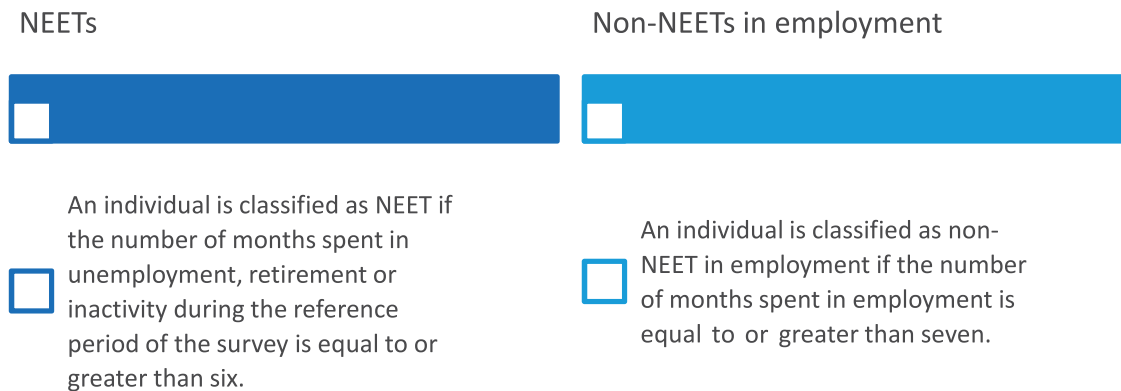 NEETs
An individual is classified as NEET if
the number of months spent in
unemployment, retirement or
inactivity during the reference
period of the survey is equal to or
greater than six.
Non-NEETs in employment
An individual is classified as non-
NEET in employment if the number
of months spent in employment is
equal to or greater than seven.